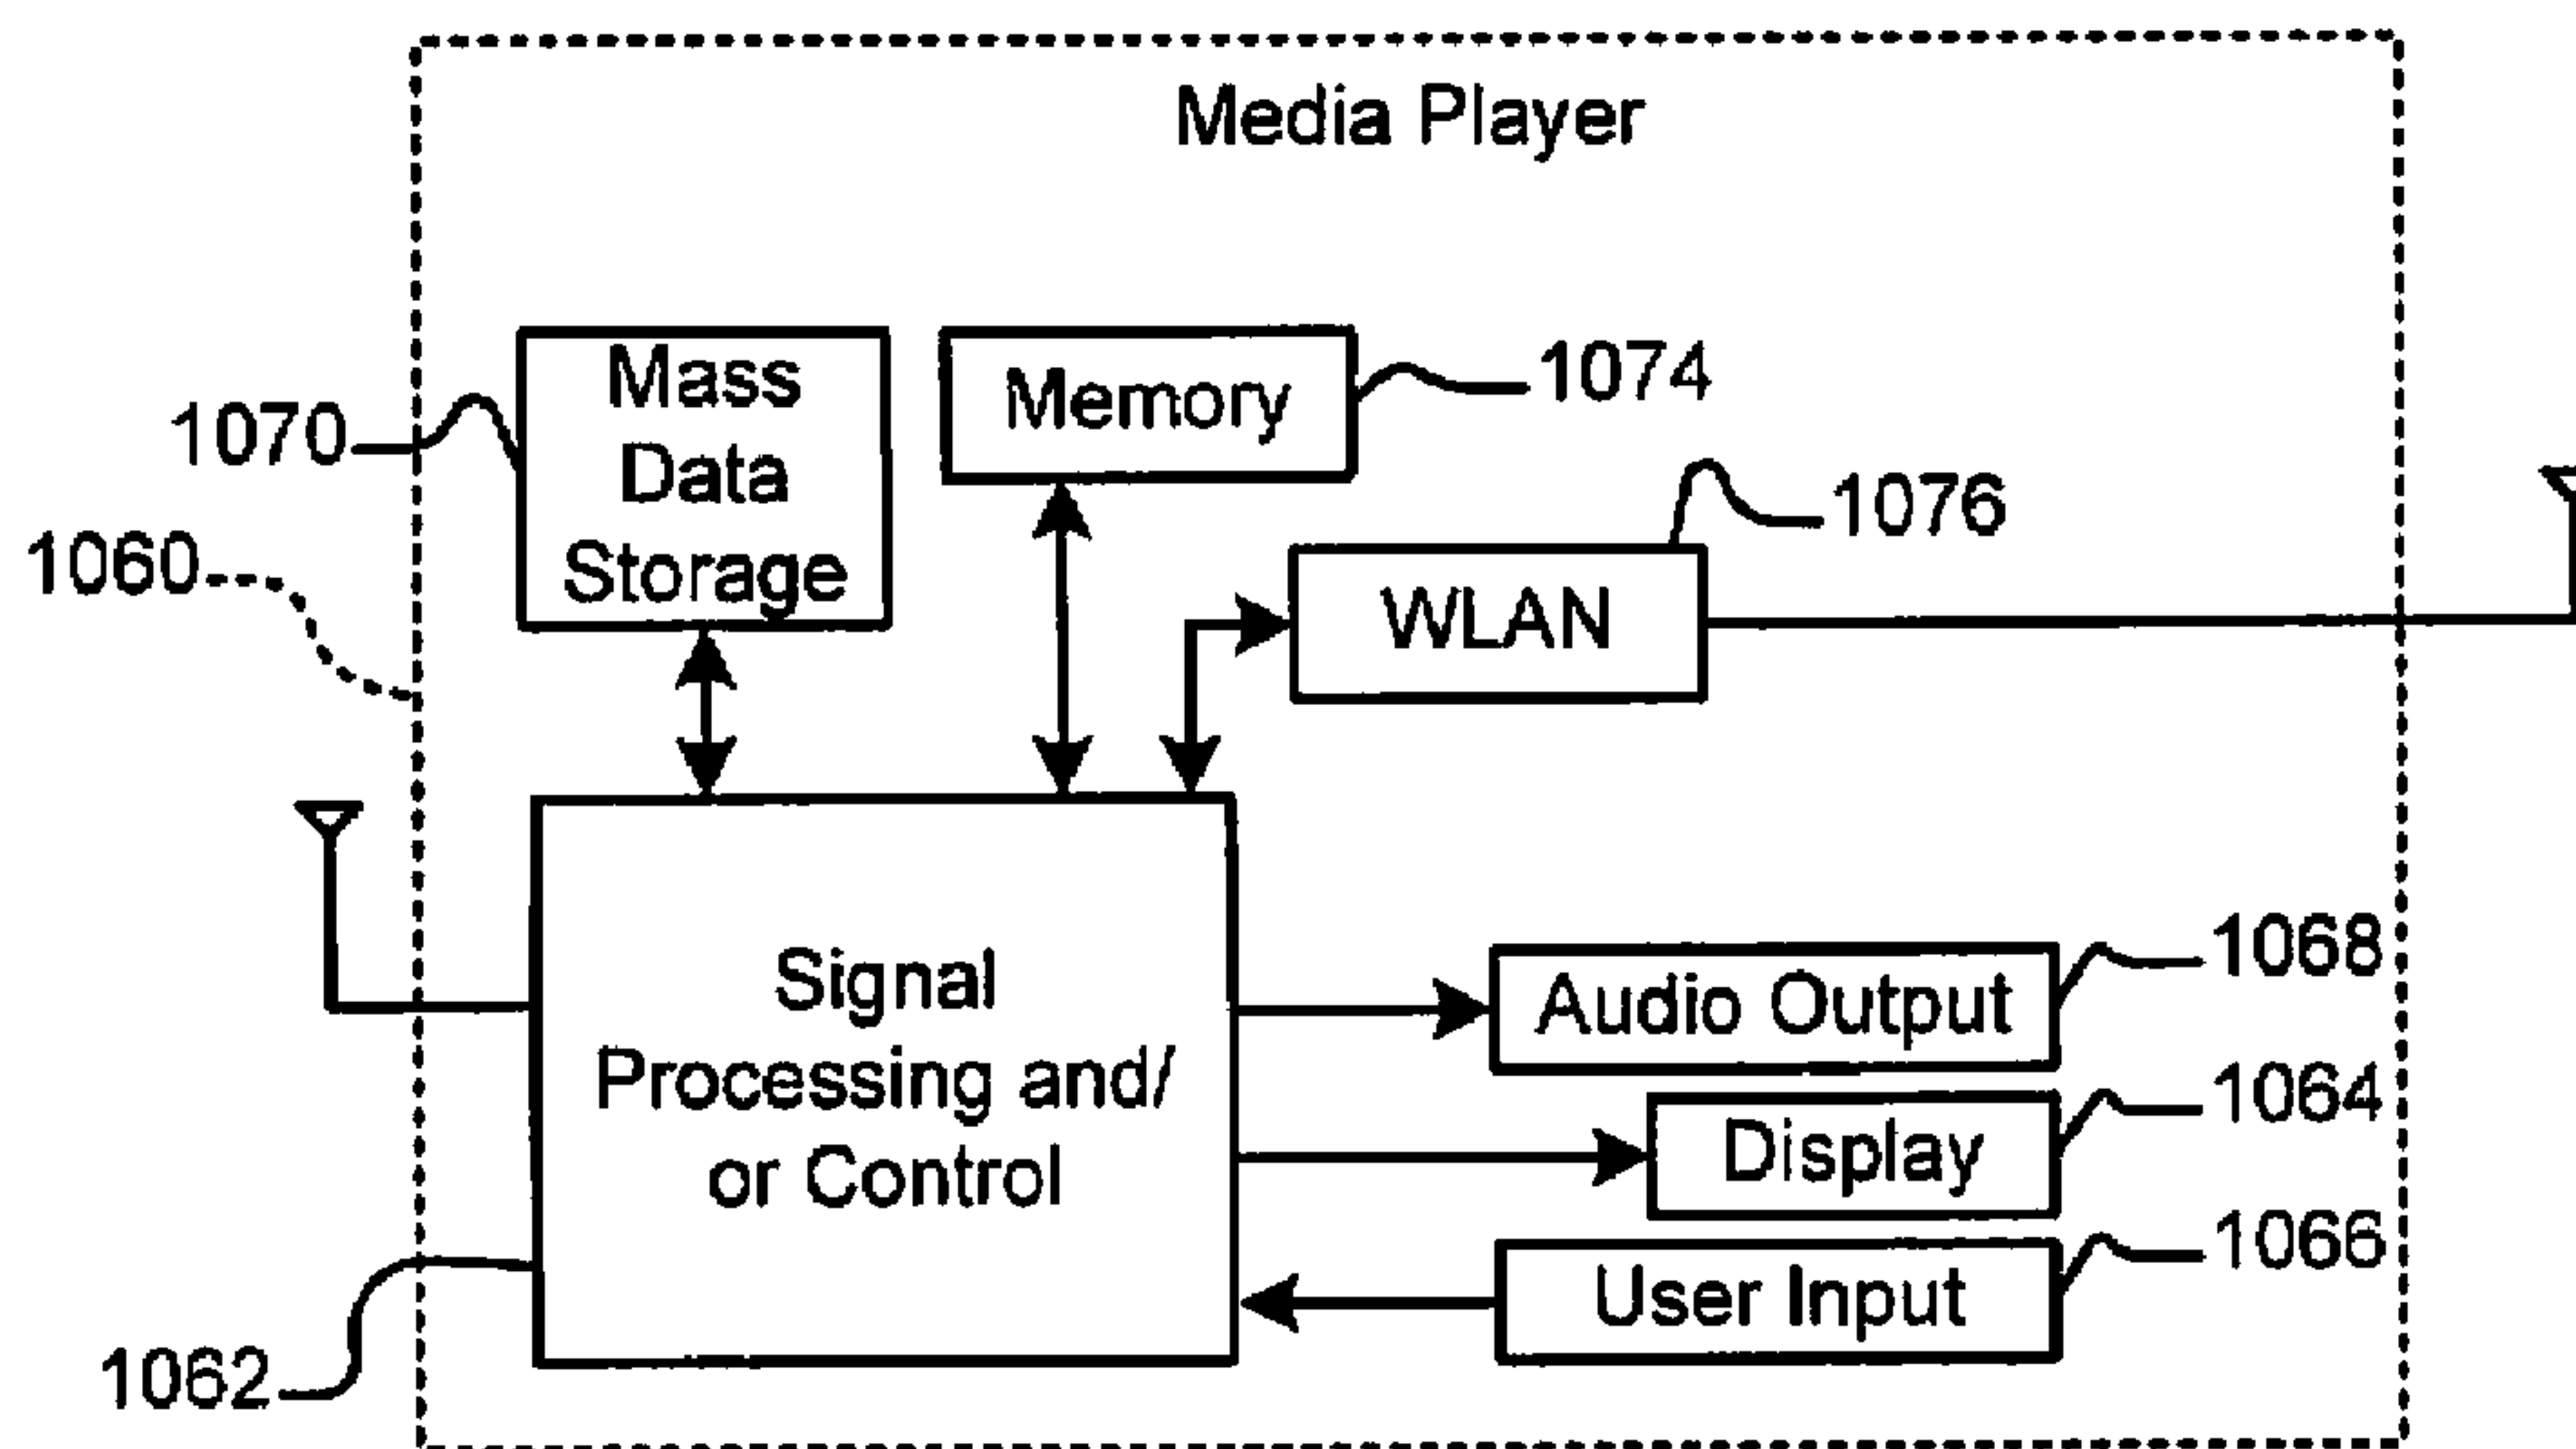 Media Player
Mass
Data
Storage
Memory
1074
1070
1076
1060
WLAN
Signal
Processing and/
or Control
Audio Output
1068
Display
1064
User Input
1066
1062